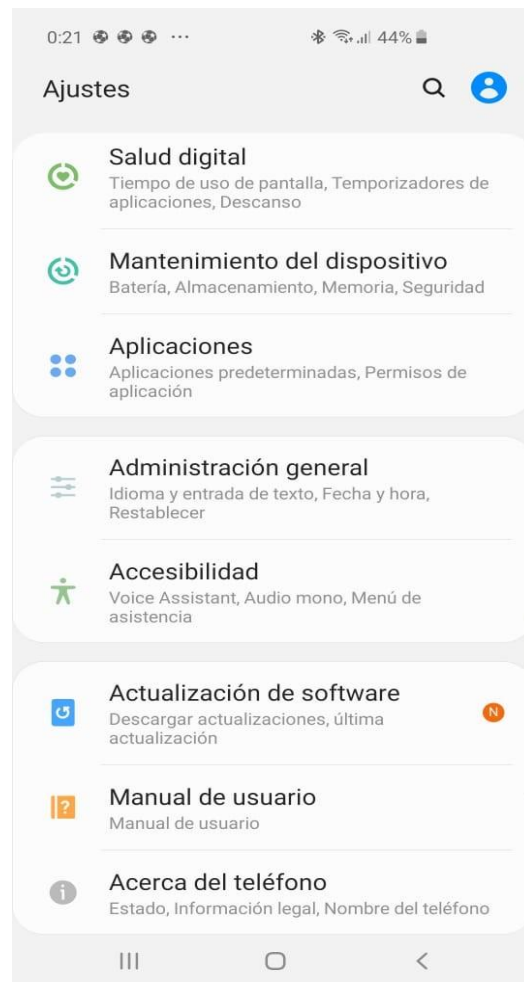 0:21 44%
Ajustes
Salud digital
Tiempo de uso de pantalla, Temporizadores de
aplicaciones, Descanso
Mantenimiento del dispositivo
Batería, Almacenamiento, Memoria, Seguridad
Aplicaciones
Aplicaciones predeterminadas, Permisos de
aplicación
Administración general
Idioma y entrada de texto, Fecha y hora,
Restablecer
Accesibilidad
Voice Assistant, Audio mono, Menú de
asistencia
Actualización de software
N
Descargar actualizaciones, última
actualización
Manual de usuario
Manual de usuario
Acerca del teléfono
Estado, Información legal, Nombre del teléfono